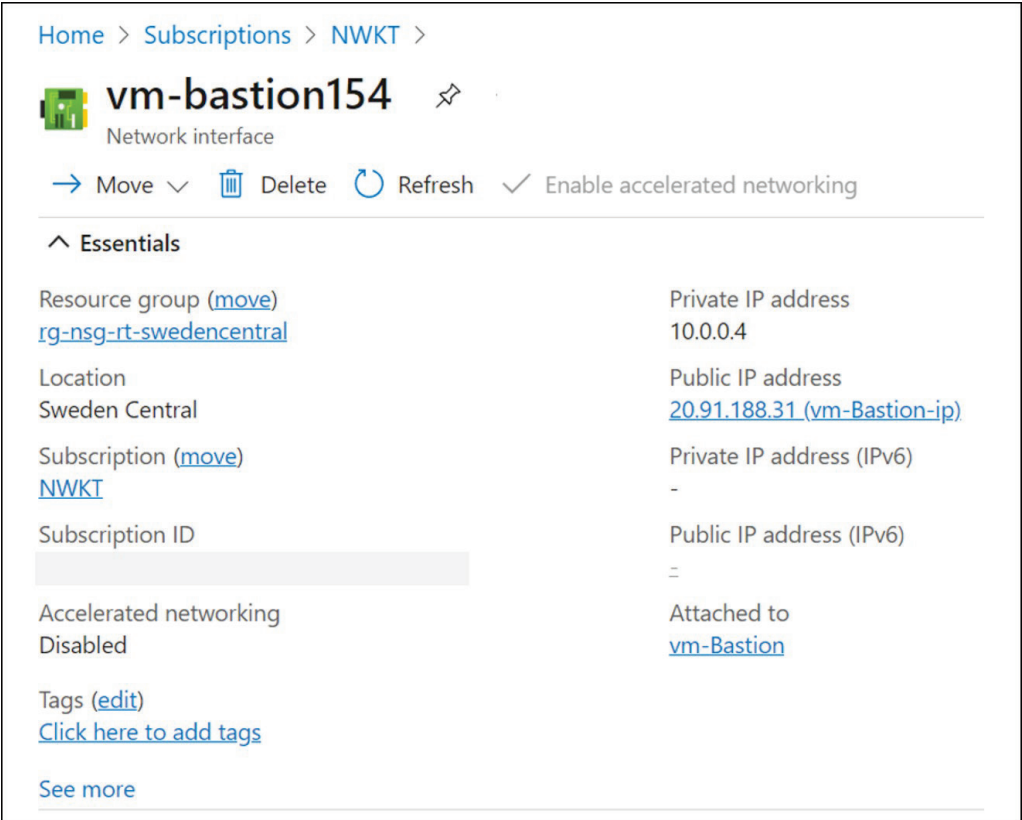 Home > Subscriptions > NWKT >
vm-bastion154
Network interface
Move Delete Refresh Enable accelerated networking
Essentials
Resource group (move)
rg-nsg-rt-swedencentral
Location
Sweden Central
Subscription (move)
NWKT
Subscription ID
Accelerated networking
Disabled
Tags (edit)
Click here to add tags
See more
Private IP address
10.0.0.4
Public IP address
20.91.188.31 (vm-Bastion-ip)
Private IP address (IPv6)
-
Public IP address (IPv6)
-
Attached to
vm-Bastion